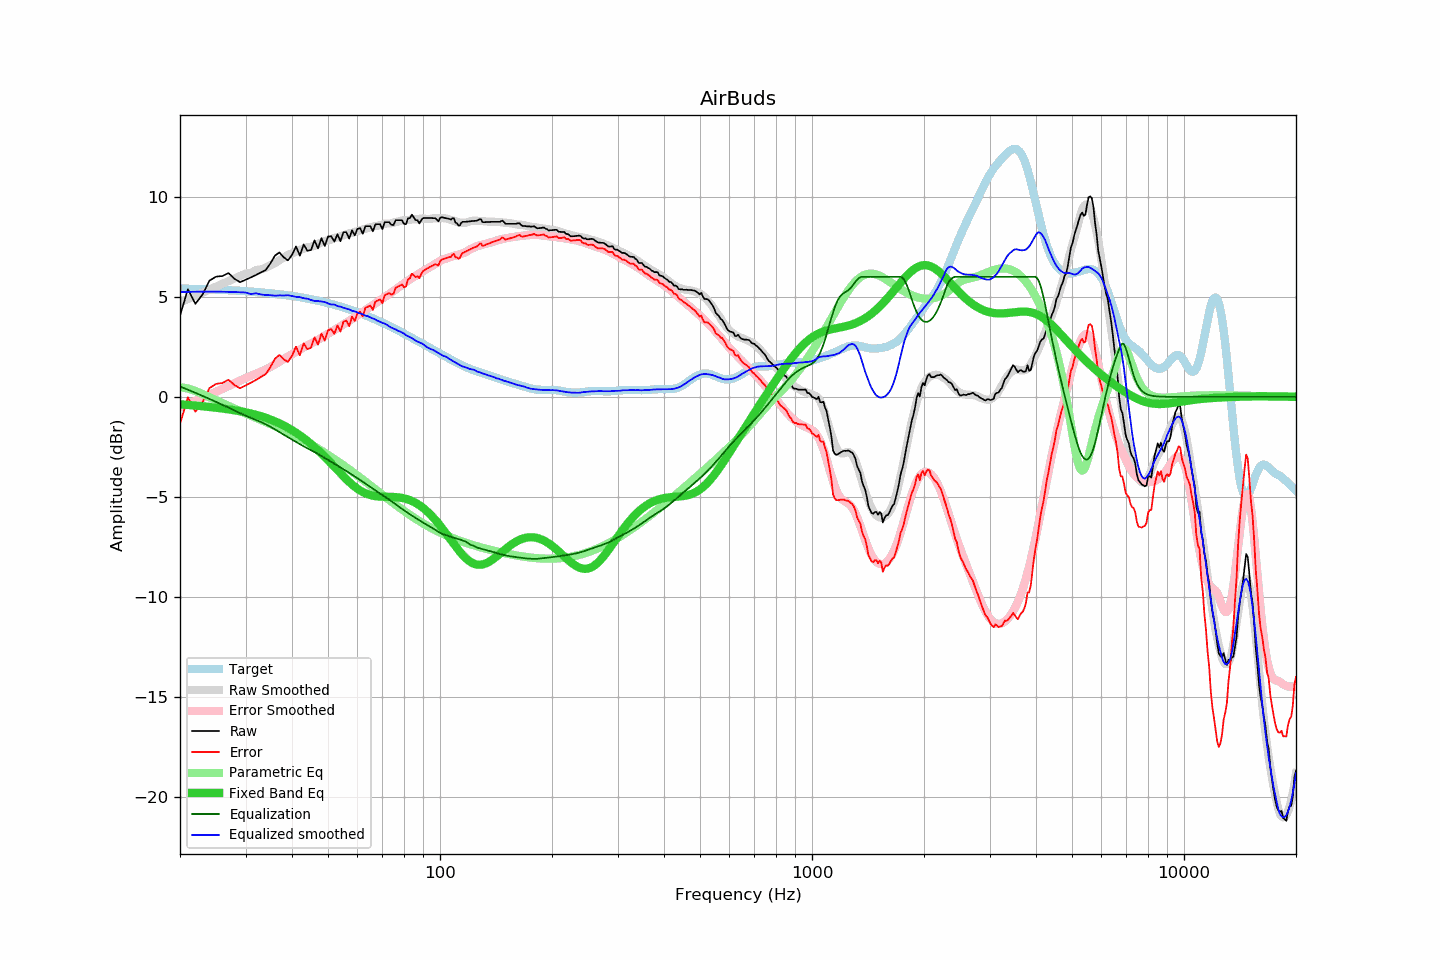 AirBuds
Amplitude (dBr)
10
5
0
−5
−10
−15
−20
Target
Raw Smoothed
Error Smoothed
Raw
Error
Parametric Eq
Fixed Band Eq
Equalization
Equalized smoothed
100
1000
10000
Frequency (Hz)